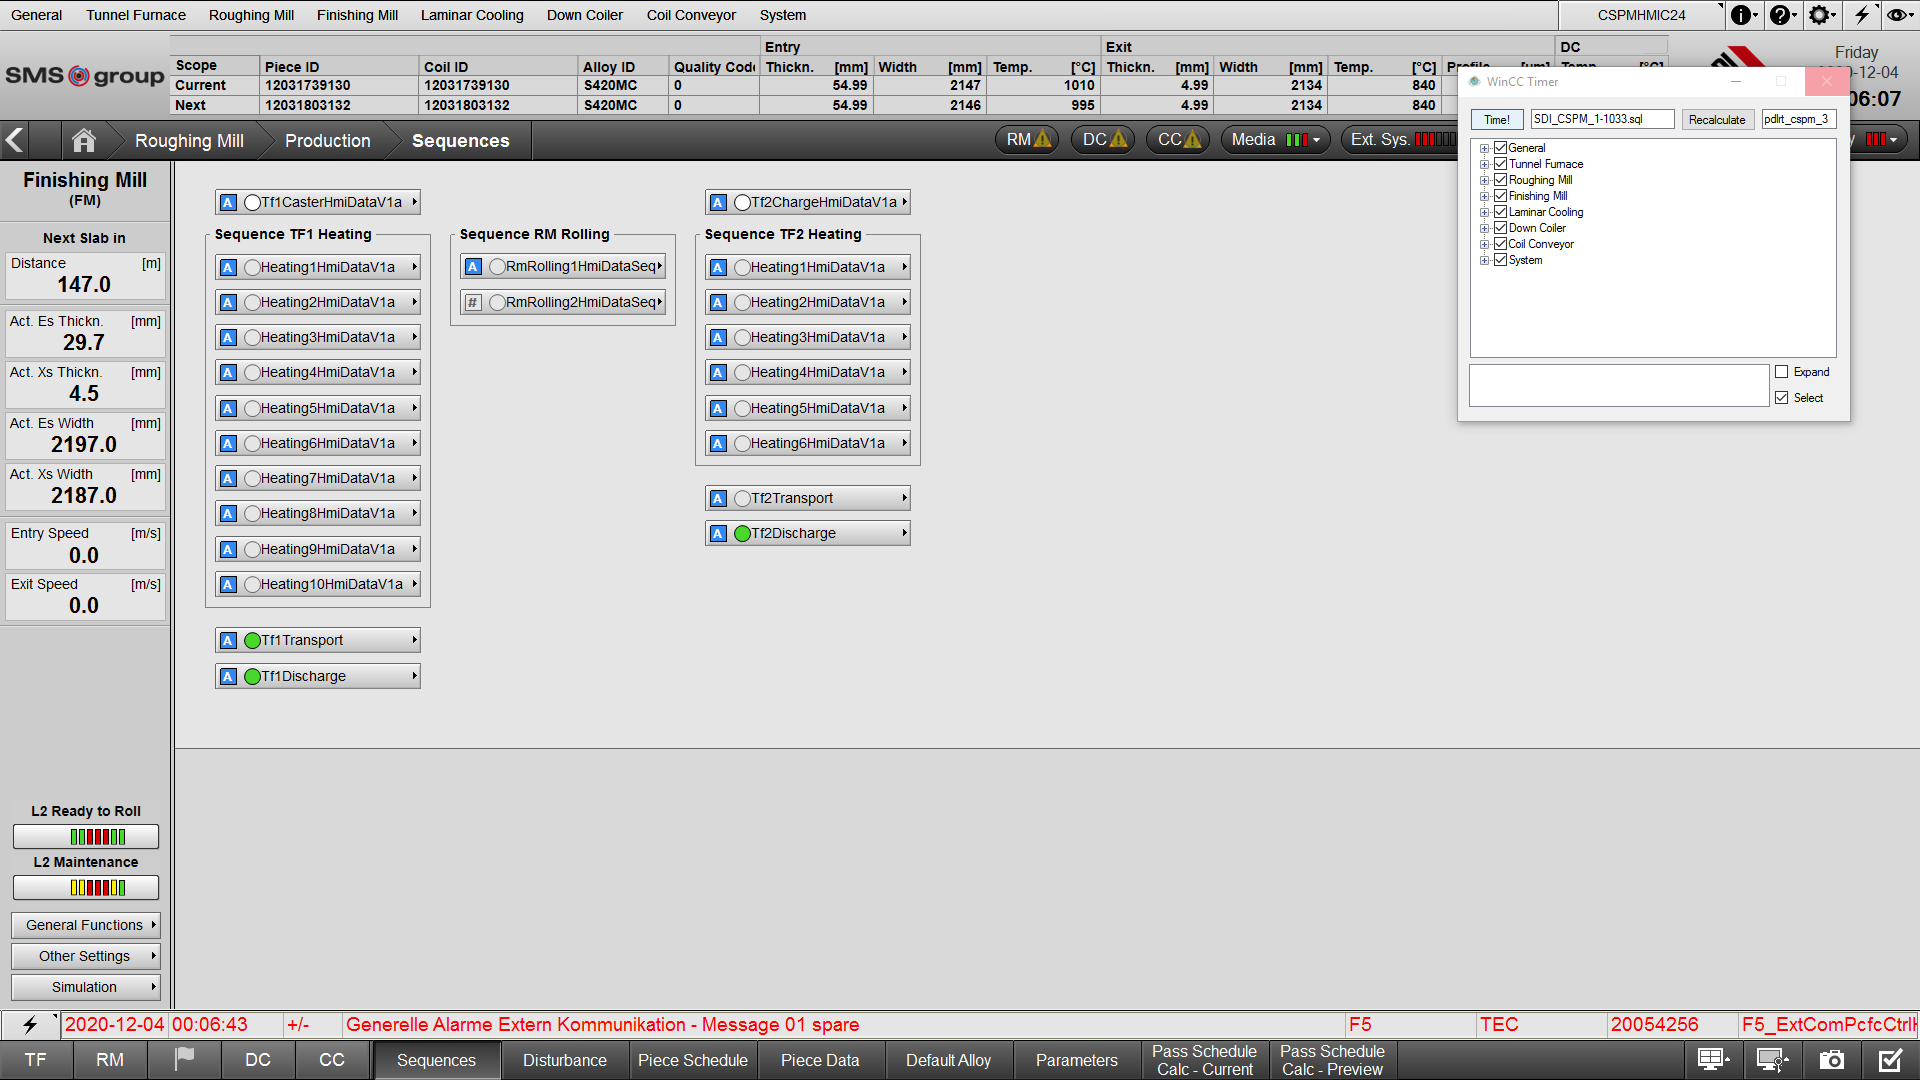 General Tunnel Furnace Roughing Mill Finishing Mill Laminar Cooling Down Coiler Coil Conveyor System CSPMHMIC24
SMS group
Entry Exit DC
Scope Piece ID Coil ID Alloy ID Quality Code Thickn. [mm] Width [mm] Temp. [°C] Thickn. [mm] Width [mm] Temp. [°C]
Current 12031739130 12031739130 S420MC 0 54.99 2147 1010 4.99 2134 840
Next 12031803132 12031803132 S420MC 0 54.99 2146 995 4.99 2134 840
Friday
-12-04
06:07
Roughing Mill Production Sequences RM DC CC Media Ext. Sys.
WinCC Timer
Time! SDI_CSPM_1-1033.sql Recalculate pdlrt_cspm_3
General
Tunnel Furnace
Roughing Mill
Finishing Mill
Laminar Cooling
Down Coiler
Coil Conveyor
System
Expand
Select
Finishing Mill
(FM)
Next Slab in
Distance [m]
147.0
Act. Es Thickn. [mm]
29.7
Act. Xs Thickn. [mm]
4.5
Act. Es Width [mm]
2197.0
Act. Xs Width [mm]
2187.0
Entry Speed [m/s]
0.0
Exit Speed [m/s]
0.0
L2 Ready to Roll
L2 Maintenance
General Functions
Other Settings
Simulation
A Tf1CasterHmiDataV1a
Sequence TF1 Heating
A Heating1HmiDataV1a
A Heating2HmiDataV1a
A Heating3HmiDataV1a
A Heating4HmiDataV1a
A Heating5HmiDataV1a
A Heating6HmiDataV1a
A Heating7HmiDataV1a
A Heating8HmiDataV1a
A Heating9HmiDataV1a
A Heating10HmiDataV1a
A Tf1Transport
A Tf1Discharge
Sequence RM Rolling
A RmRolling1HmiDataSeq
# RmRolling2HmiDataSeq
A Tf2ChargeHmiDataV1a
Sequence TF2 Heating
A Heating1HmiDataV1a
A Heating2HmiDataV1a
A Heating3HmiDataV1a
A Heating4HmiDataV1a
A Heating5HmiDataV1a
A Heating6HmiDataV1a
A Tf2Transport
A Tf2Discharge
2020-12-04 00:06:43 +/- Generelle Alarme Extern Kommunikation - Message 01 spare F5 TEC 20054256 F5_ExtComPcfcCtrl
TF RM DC CC Sequences Disturbance Piece Schedule Piece Data Default Alloy Parameters Pass Schedule Calc - Current Pass Schedule Calc - Preview